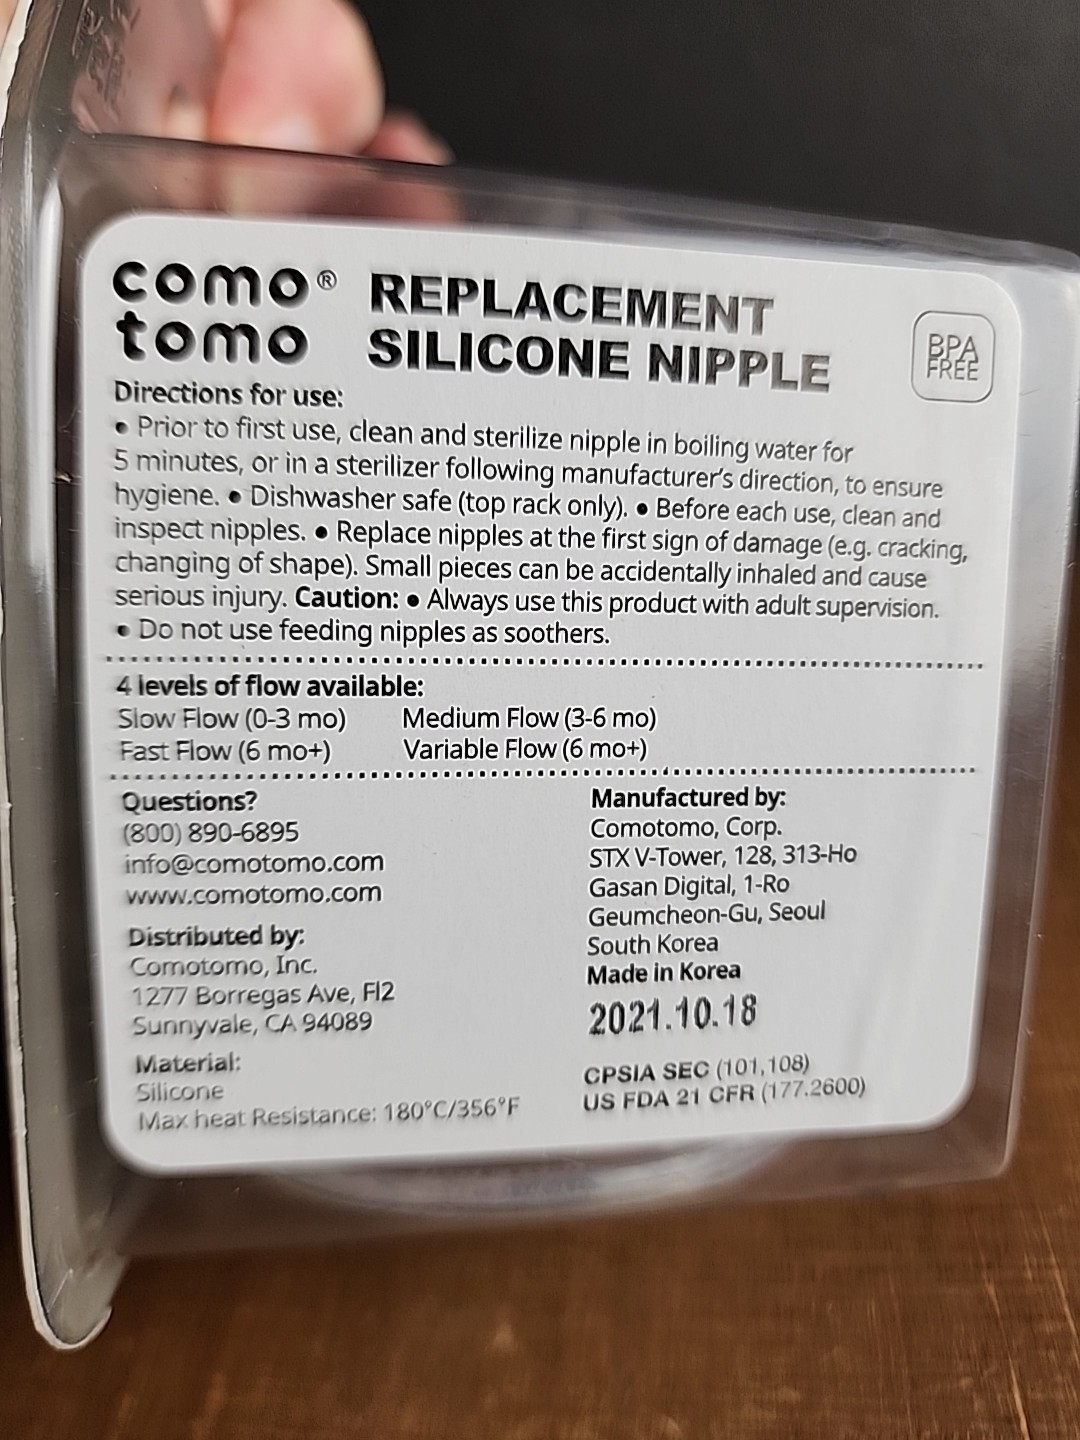 como®
tomo
REPLACEMENT
SILICONE NIPPLE
BPA
FREE
Directions for use:
• Prior to first use, clean and sterilize nipple in boiling water for
5 minutes, or in a sterilizer following manufacturer's direction, to ensure
hygiene. • Dishwasher safe (top rack only). • Before each use, clean and
inspect nipples. • Replace nipples at the first sign of damage (e.g. cracking,
changing of shape). Small pieces can be accidentally inhaled and cause
serious injury. Caution: • Always use this product with adult supervision.
• Do not use feeding nipples as soothers.
4 levels of flow available:
Slow Flow (0-3 mo) Medium Flow (3-6 mo)
Fast Flow (6 mo+) Variable Flow (6 mo+)
Questions?
(800) 890-6895
info@comotomo.com
www.comotomo.com
Distributed by:
Comotomo, Inc.
1277 Borregas Ave, Fl2
Sunnyvale, CA 94089
Material:
Silicone
Max heat Resistance: 180°C/356°F
Manufactured by:
Comotomo, Corp.
STX V-Tower, 128, 313-Ho
Gasan Digital, 1-Ro
Geumcheon-Gu, Seoul
South Korea
Made in Korea
2021.10.18
CPSIA SEC (101,108)
US FDA 21 CFR (177.2600)